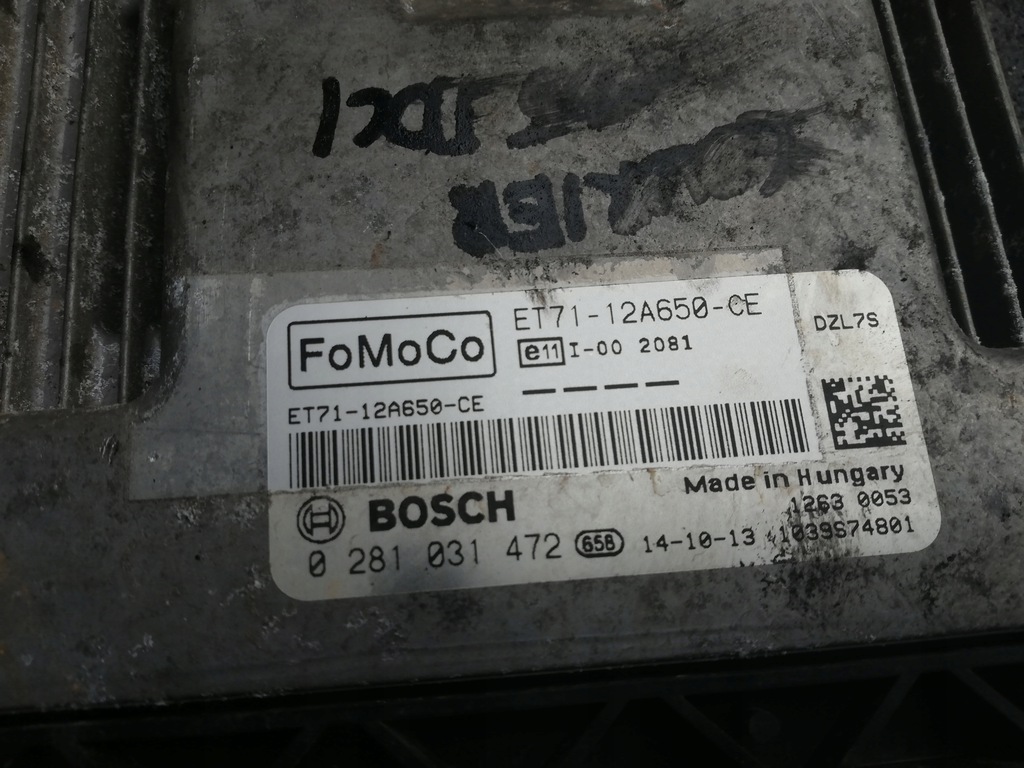 FoMoCo
ET71-12A650-CE
e11 I-00 2081
ET71-12A650-CE
DZL7S
BOSCH
Made in Hungary
1263 0053
0 281 031 472 658 14-10-13 1039S74801